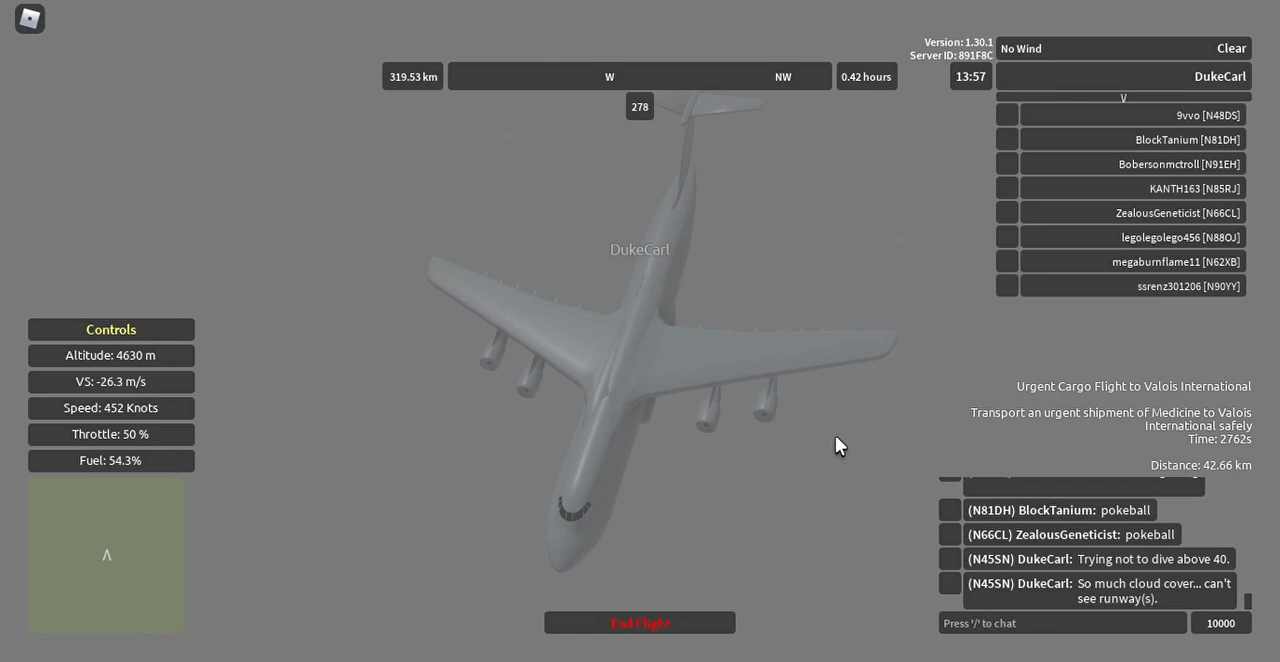 Version: 1.30.1
Server ID: 891F8C
No Wind
Clear
319.53 km
W
NW
0.42 hours
13:57
DukeCarl
278
V
9vvo [N48DS]
BlockTanium [N81DH]
Bobersonmctroll [N91EH]
KANTH163 [N85RJ]
ZealousGeneticist [N66CL]
legolegolego456 [N88OJ]
megaburnflame11 [N62XB]
ssrenz301206 [N90YY]
DukeCarl
Controls
Altitude: 4630 m
VS: -26.3 m/s
Speed: 452 Knots
Throttle: 50 %
Fuel: 54.3%
Urgent Cargo Flight to Valois International
Transport an urgent shipment of Medicine to Valois
International safely
Time: 2762s
Distance: 42.66 km
(N81DH) BlockTanium: pokeball
(N66CL) ZealousGeneticist: pokeball
(N45SN) DukeCarl: Trying not to dive above 40.
(N45SN) DukeCarl: So much cloud cover... can't
see runway(s).
Press '/' to chat
10000
End Flight